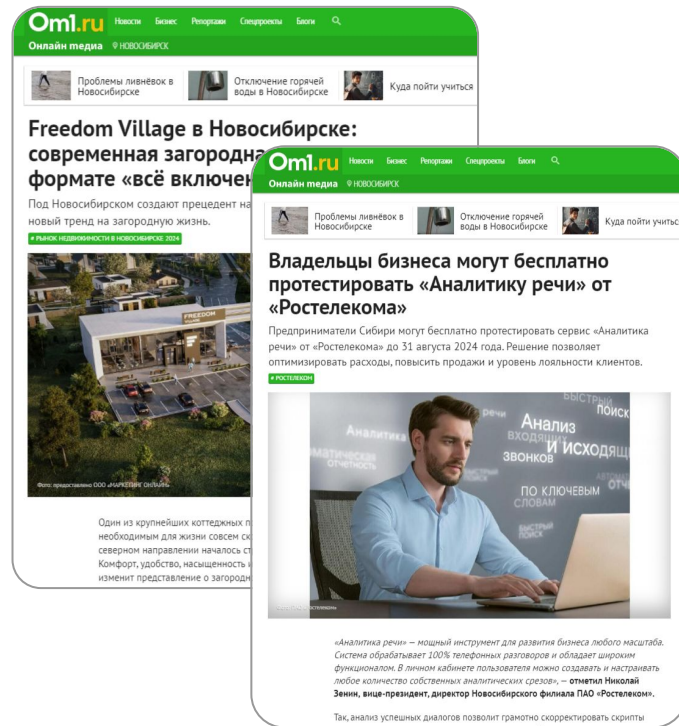 Om1.ru Новости Бизнес Репортажи Спецпроекты Блоги
Онлайн медиа НОВОСИБИРСК
Проблемы ливнёвок в
Новосибирске
Отключение горячей
воды в Новосибирске
Куда пойти учиться
Freedom Village в Новосибирске:
современная загородна
формате «всё включен
Под Новосибирском создают прецедент на
новый тренд на загородную жизнь.
# РЫНОК НЕДВИЖИМОСТИ В НОВОСИБИРСКЕ 2024
FREEDOM
Фото: предоставлено ООО «МАРКЕТИНГ ОНЛАЙН»
Один из крупнейших коттеджных п
необходимым для жизни совсем ск
северном направлении началось ст
Комфорт, удобство, насыщенность и
изменит представление о загородн
Om1.ru Новости Бизнес Репортажи Спецпроекты Блоги
Онлайн медиа НОВОСИБИРСК
Проблемы ливнёвок в
Новосибирске
Отключение горячей
воды в Новосибирске
Куда пойти учитьс
Владельцы бизнеса могут бесплатно
протестировать «Аналитику речи» от
«Ростелекома»
Предприниматели Сибири могут бесплатно протестировать сервис «Аналитика
речи» от «Ростелекома» до 31 августа 2024 года. Решение позволяет
оптимизировать расходы, повысить продажи и уровень лояльности клиентов.
# РОСТЕЛЕКОМ
БЫСТРЫЙ
ПОИСК
речи
Аналитика
Анализ
ВХОДЯЩИХ
И ИСХОДЯЩ
ЗВОНКОВ
МАТИЧЕСКАЯ
ОТЧЕТНОСТЬ
ПО КЛЮЧЕВЫМ
СЛОВАМ
БЫСТРЫЙ
ПОИСК
«Аналитика речи» — мощный инструмент для развития бизнеса любого масштаба.
Система обрабатывает 100% телефонных разговоров и обладает широким
функционалом. В личном кабинете пользователя можно создавать и настраивать
любое количество собственных аналитических срезов», — отметил Николай
Зенин, вице-президент, директор Новосибирского филиала ПАО «Ростелеком».
Так, анализ успешных диалогов позволит грамотно скорректировать скрипты